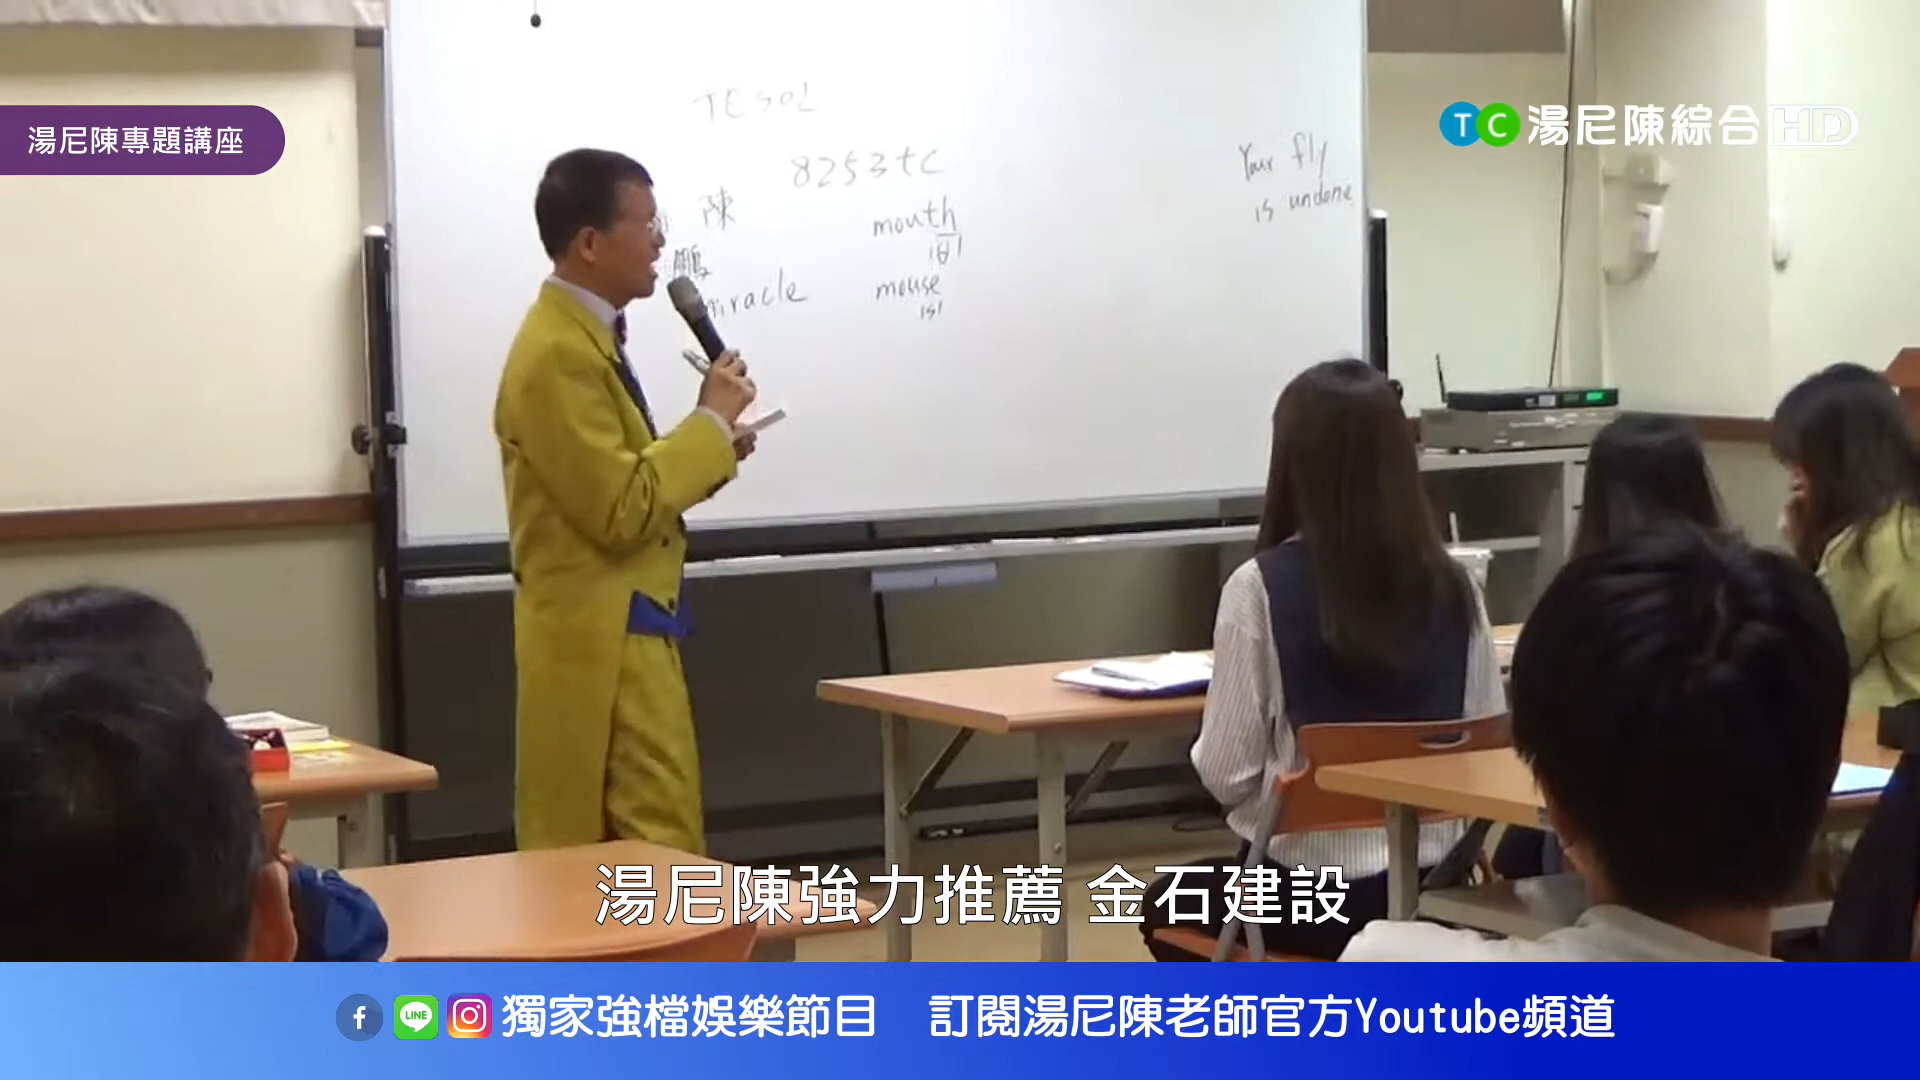 湯尼陳專題講座
TC 湯尼陳綜合HD
TESOL
8253tc
陳
鵬
miracle
mouth
|θ|
mouse
|s|
Your fly
is undone
湯尼陳強力推薦 金石建設
f LINE 獨家強檔娛樂節目 訂閱湯尼陳老師官方Youtube頻道